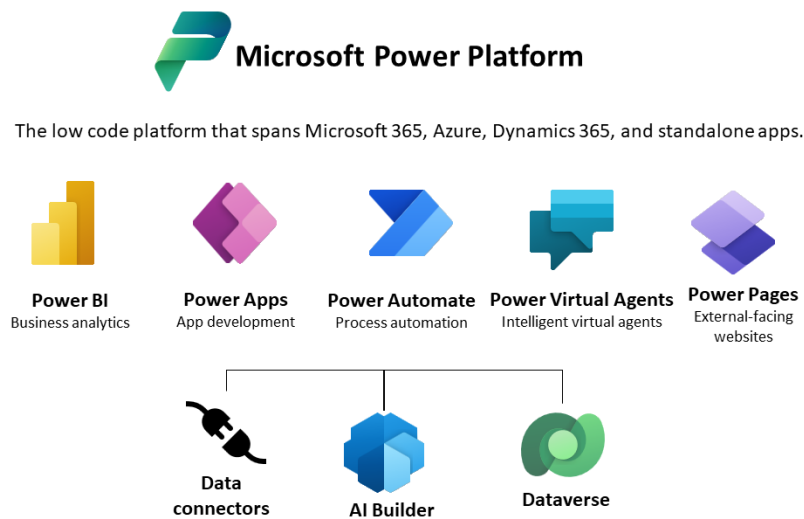 Microsoft Power Platform
The low code platform that spans Microsoft 365, Azure, Dynamics 365, and standalone apps.
Power BI
Business analytics
Power Apps
App development
Power Automate
Process automation
Power Virtual Agents
Intelligent virtual agents
Power Pages
External-facing
websites
Data
connectors
AI Builder
Dataverse